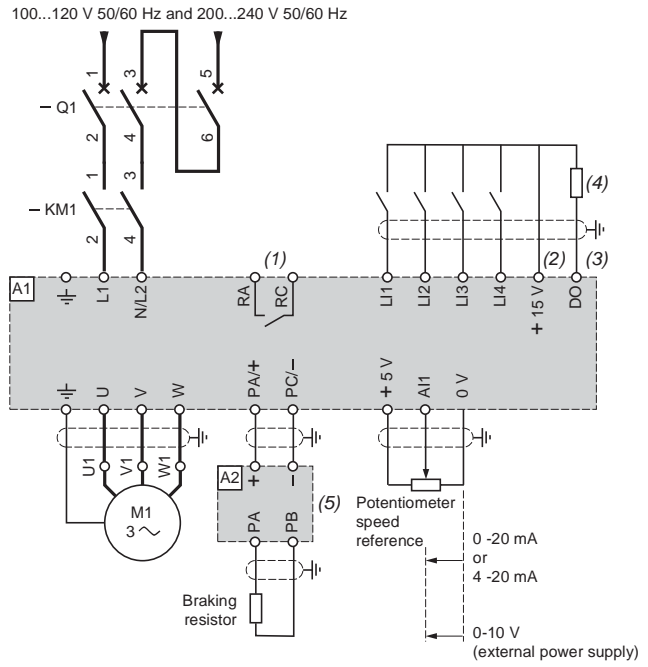 100...120 V 50/60 Hz and 200...240 V 50/60 Hz
1 3 5
– Q1
2 4 6
1 3
– KM1
2 4
(4)
(1) (2) (3)
A1
L1 N/L2 RA RC LI1 LI2 LI3 LI4 + 15 V DO
U V W PA/+ PC/– + 5 V AI1 0 V
U1 V1 W1
A2 + –
(5)
PA PB
M1
3
Potentiometer
speed
reference
0 -20 mA
or
4 -20 mA
Braking
resistor
0-10 V
(external power supply)